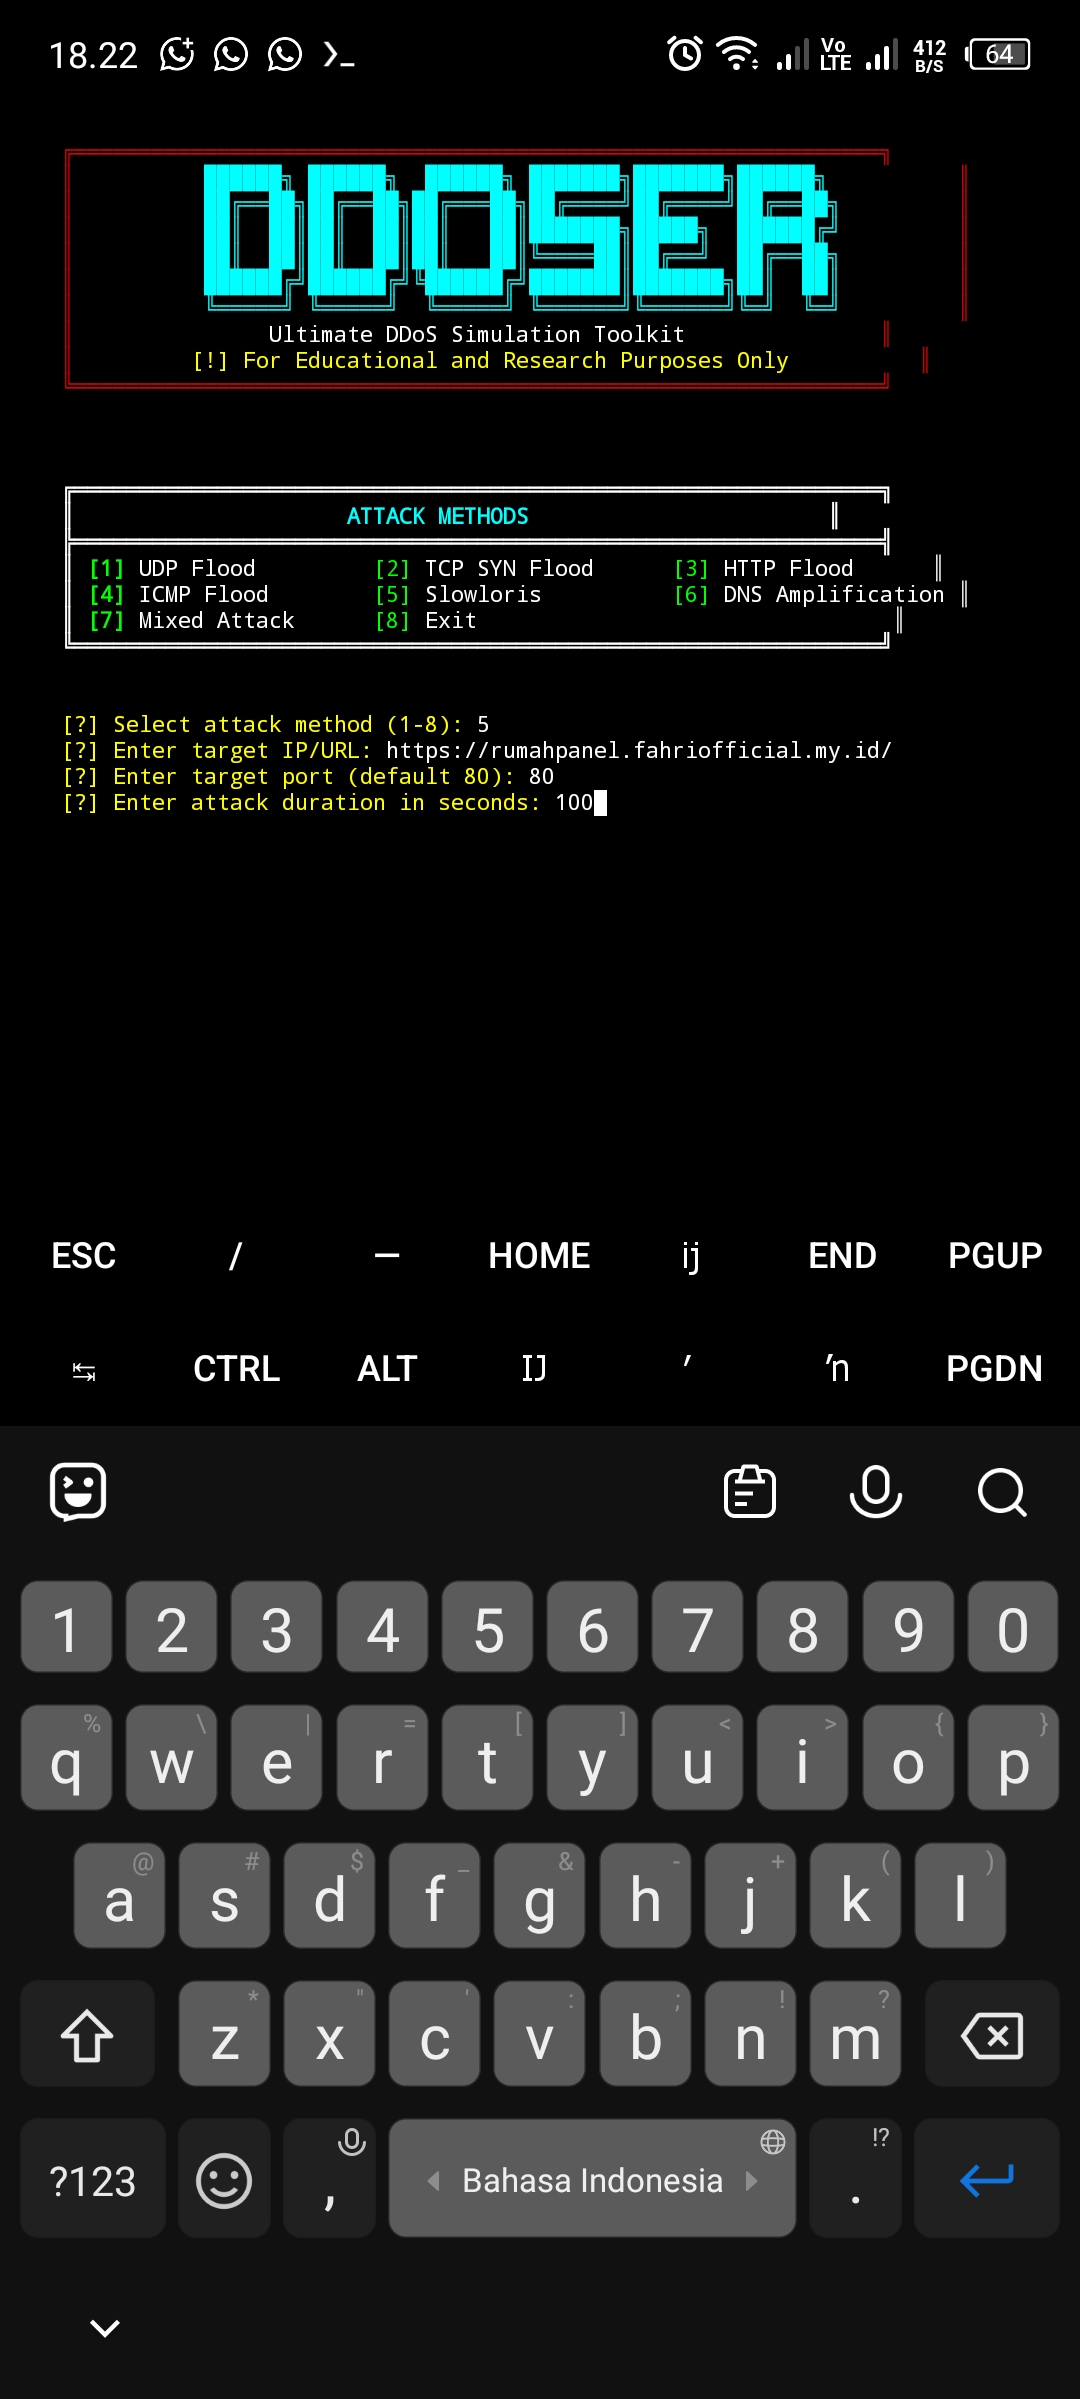 18.22
Vo LTE
412 B/S
64
DDOSER
Ultimate DDoS Simulation Toolkit
[!] For Educational and Research Purposes Only
ATTACK METHODS
[1] UDP Flood [2] TCP SYN Flood [3] HTTP Flood
[4] ICMP Flood [5] Slowloris [6] DNS Amplification
[7] Mixed Attack [8] Exit
[?] Select attack method (1-8): 5
[?] Enter target IP/URL: https://rumahpanel.fahriofficial.my.id/
[?] Enter target port (default 80): 80
[?] Enter attack duration in seconds: 100
ESC / — HOME ĳ END PGUP
CTRL ALT Ĳ ′ ŉ PGDN
1 2 3 4 5 6 7 8 9 0
% \ | = [ ] < > { }
q w e r t y u i o p
@ # $ _ & - + ( )
a s d f g h j k l
* " ' : ; ! ?
z x c v b n m
!?
?123 , Bahasa Indonesia .